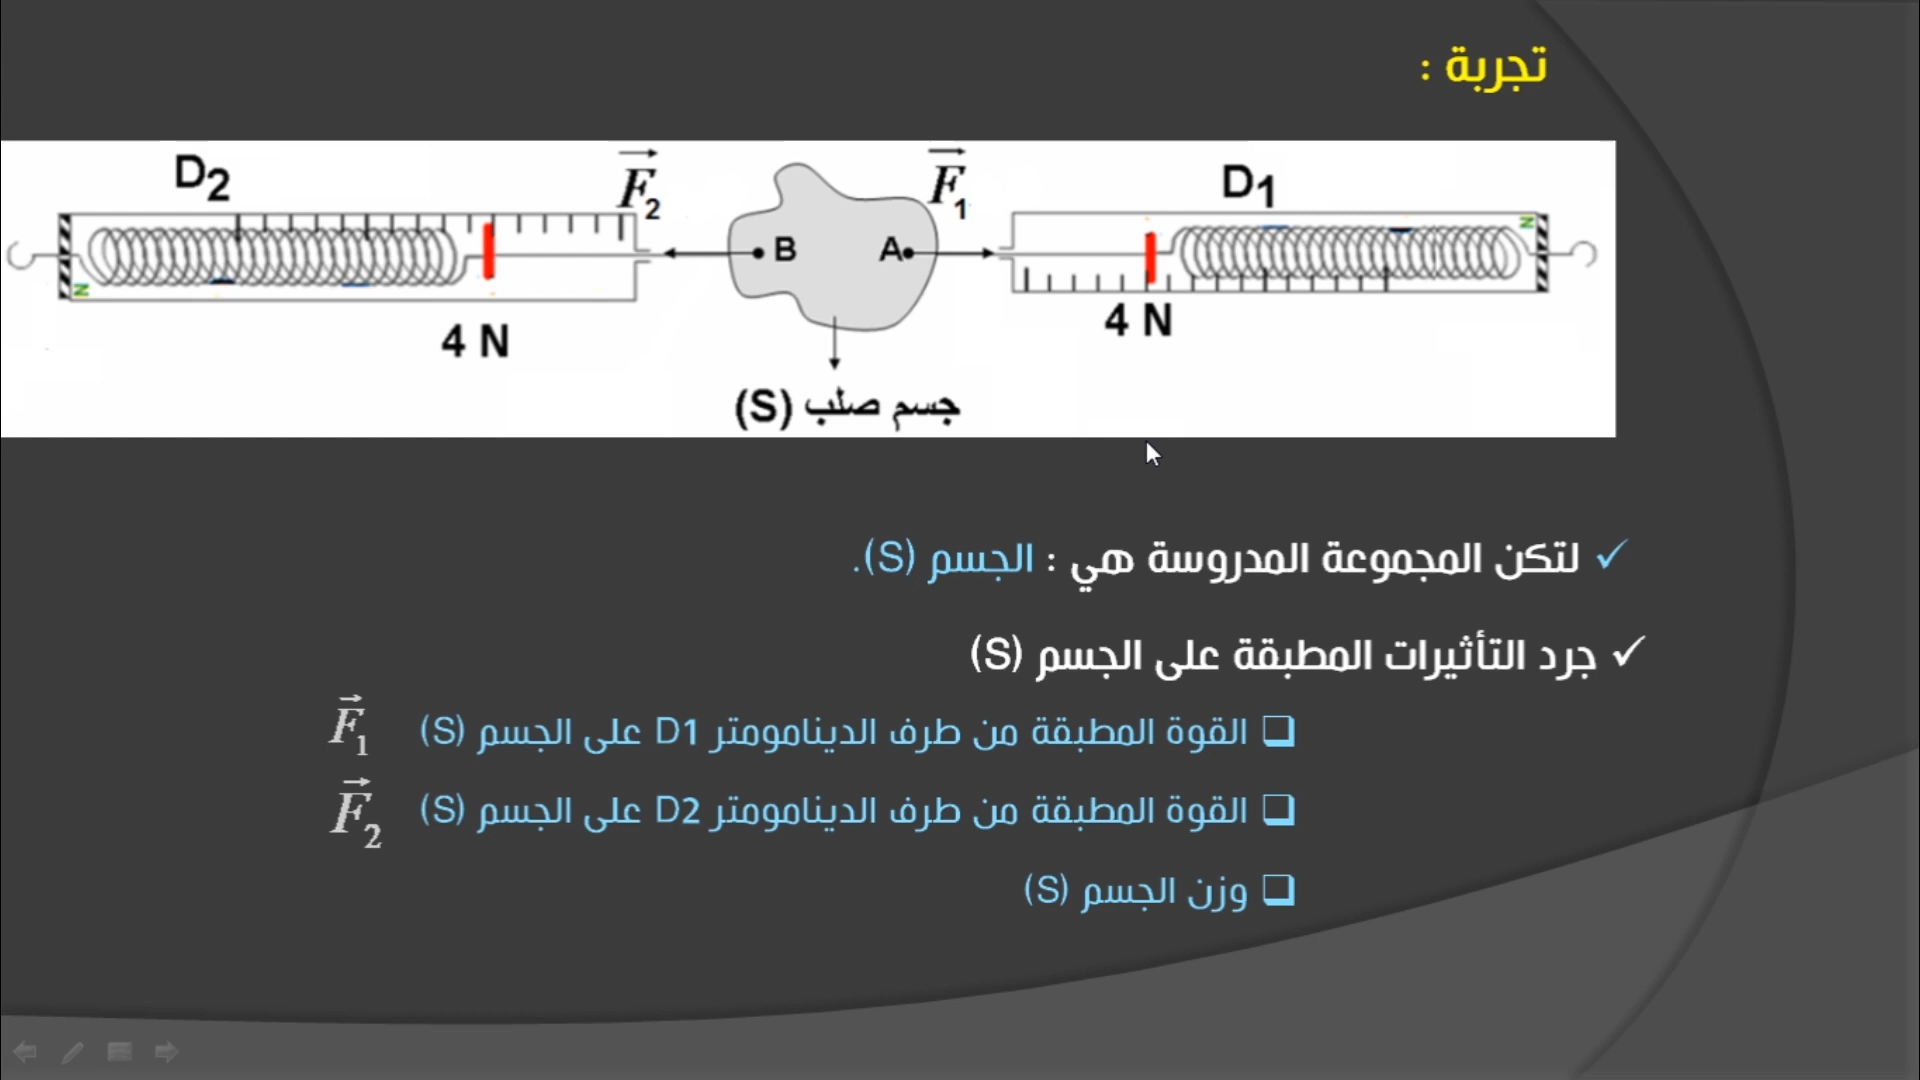 تجربة :
D2
F2
F1
D1
B
A
N
N
4 N
4 N
جسم صلب (S)
لتكن المجموعة المدروسة هي : الجسم (S).
جرد التأثيرات المطبقة على الجسم (S)
القوة المطبقة من طرف الدينامومتر D1 على الجسم (S) F1
القوة المطبقة من طرف الدينامومتر D2 على الجسم (S) F2
وزن الجسم (S)